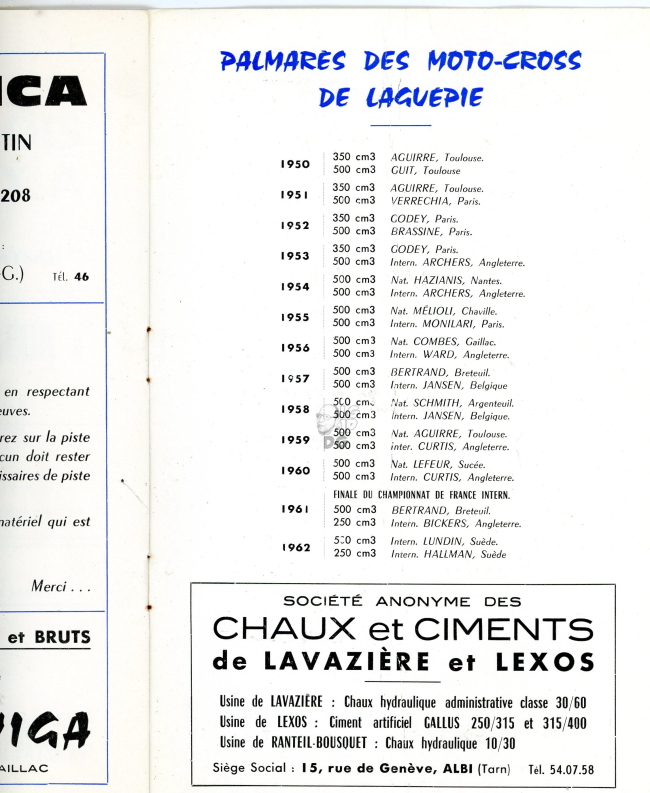 ICA
TIN
208
:
G.) Tél. 46
en respectant
euves.
rez sur la piste
cun doit rester
issaires de piste
matériel qui est
Merci . . .
et BRUTS
IGA
AILLAC
PALMARES DES MOTO-CROSS
DE LAGUEPIE
1950 350 cm3 AGUIRRE, Toulouse.
500 cm3 GUIT, Toulouse
1951 350 cm3 AGUIRRE, Toulouse.
500 cm3 VERRECHIA, Paris.
1952 350 cm3 GODEY, Paris.
500 cm3 BRASSINE, Paris.
1953 350 cm3 GODEY, Paris.
500 cm3 Intern. ARCHERS, Angleterre.
1954 500 cm3 Nat. HAZIANIS, Nantes.
500 cm3 Intern. ARCHERS, Angleterre.
1955 500 cm3 Nat. MÉLIOLI, Chaville.
500 cm3 Intern. MONILARI, Paris.
1956 500 cm3 Nat. COMBES, Gaillac.
500 cm3 Intern. WARD, Angleterre.
1957 500 cm3 BERTRAND, Breteuil.
500 cm3 Intern. JANSEN, Belgique
1958 500 cm3 Nat. SCHMITH, Argenteuil.
500 cm3 Intern. JANSEN, Belgique.
1959 500 cm3 Nat. AGUIRRE, Toulouse.
500 cm3 inter. CURTIS, Angleterre.
1960 500 cm3 Nat. LEFEUR, Sucée.
500 cm3 Intern. CURTIS, Angleterre.
FINALE DU CHAMPIONNAT DE FRANCE INTERN.
1961 500 cm3 BERTRAND, Breteuil.
250 cm3 Intern. BICKERS, Angleterre.
1962 500 cm3 Intern. LUNDIN, Suède.
250 cm3 Intern. HALLMAN, Suède
SOCIÉTÉ ANONYME DES
CHAUX et CIMENTS
de LAVAZIÈRE et LEXOS
Usine de LAVAZIÈRE : Chaux hydraulique administrative classe 30/60
Usine de LEXOS : Ciment artificiel CALLUS 250/315 et 315/400
Usine de RANTEIL-BOUSQUET : Chaux hydraulique 10/30
Siège Social : 15, rue de Genève, ALBI (Tarn) Tél. 54.07.58